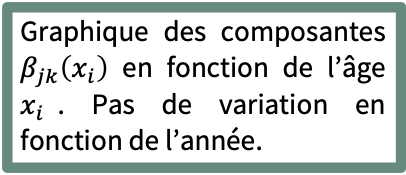 Graphique des composantes
βⱼₖ(xᵢ) en fonction de l’âge
xᵢ . Pas de variation en
fonction de l’année.